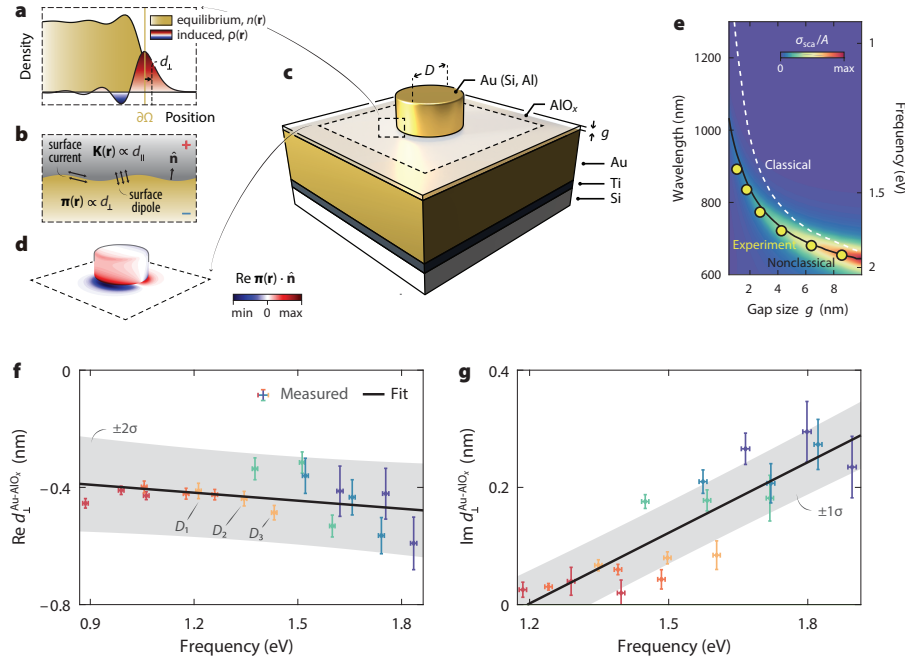 a
equilibrium, n(r)
induced, ρ(r)
Density
d⊥
∂Ω
Position
b
surface
current
K(r) ∝ d∥
n̂
+
π(r) ∝ d⊥
surface
dipole
−
c
D
Au (Si, Al)
AlOₓ
g
Au
Ti
Si
d
Re π(r) · n̂
min 0 max
e
σsca/A
0 max
Wavelength (nm)
1300
1200
1000
800
600
Classical
Experiment
Nonclassical
2 4 6 8
Gap size g (nm)
1
1.5
2
Frequency (eV)
f
Measured Fit
±2σ
Re d⊥^Au-AlOₓ (nm)
0
−0.4
−0.8
D₁
D₂
D₃
0.9 1.2 1.5 1.8
Frequency (eV)
g
Im d⊥^Au-AlOₓ (nm)
0.4
0.2
0
±1σ
1.2 1.5 1.8
Frequency (eV)